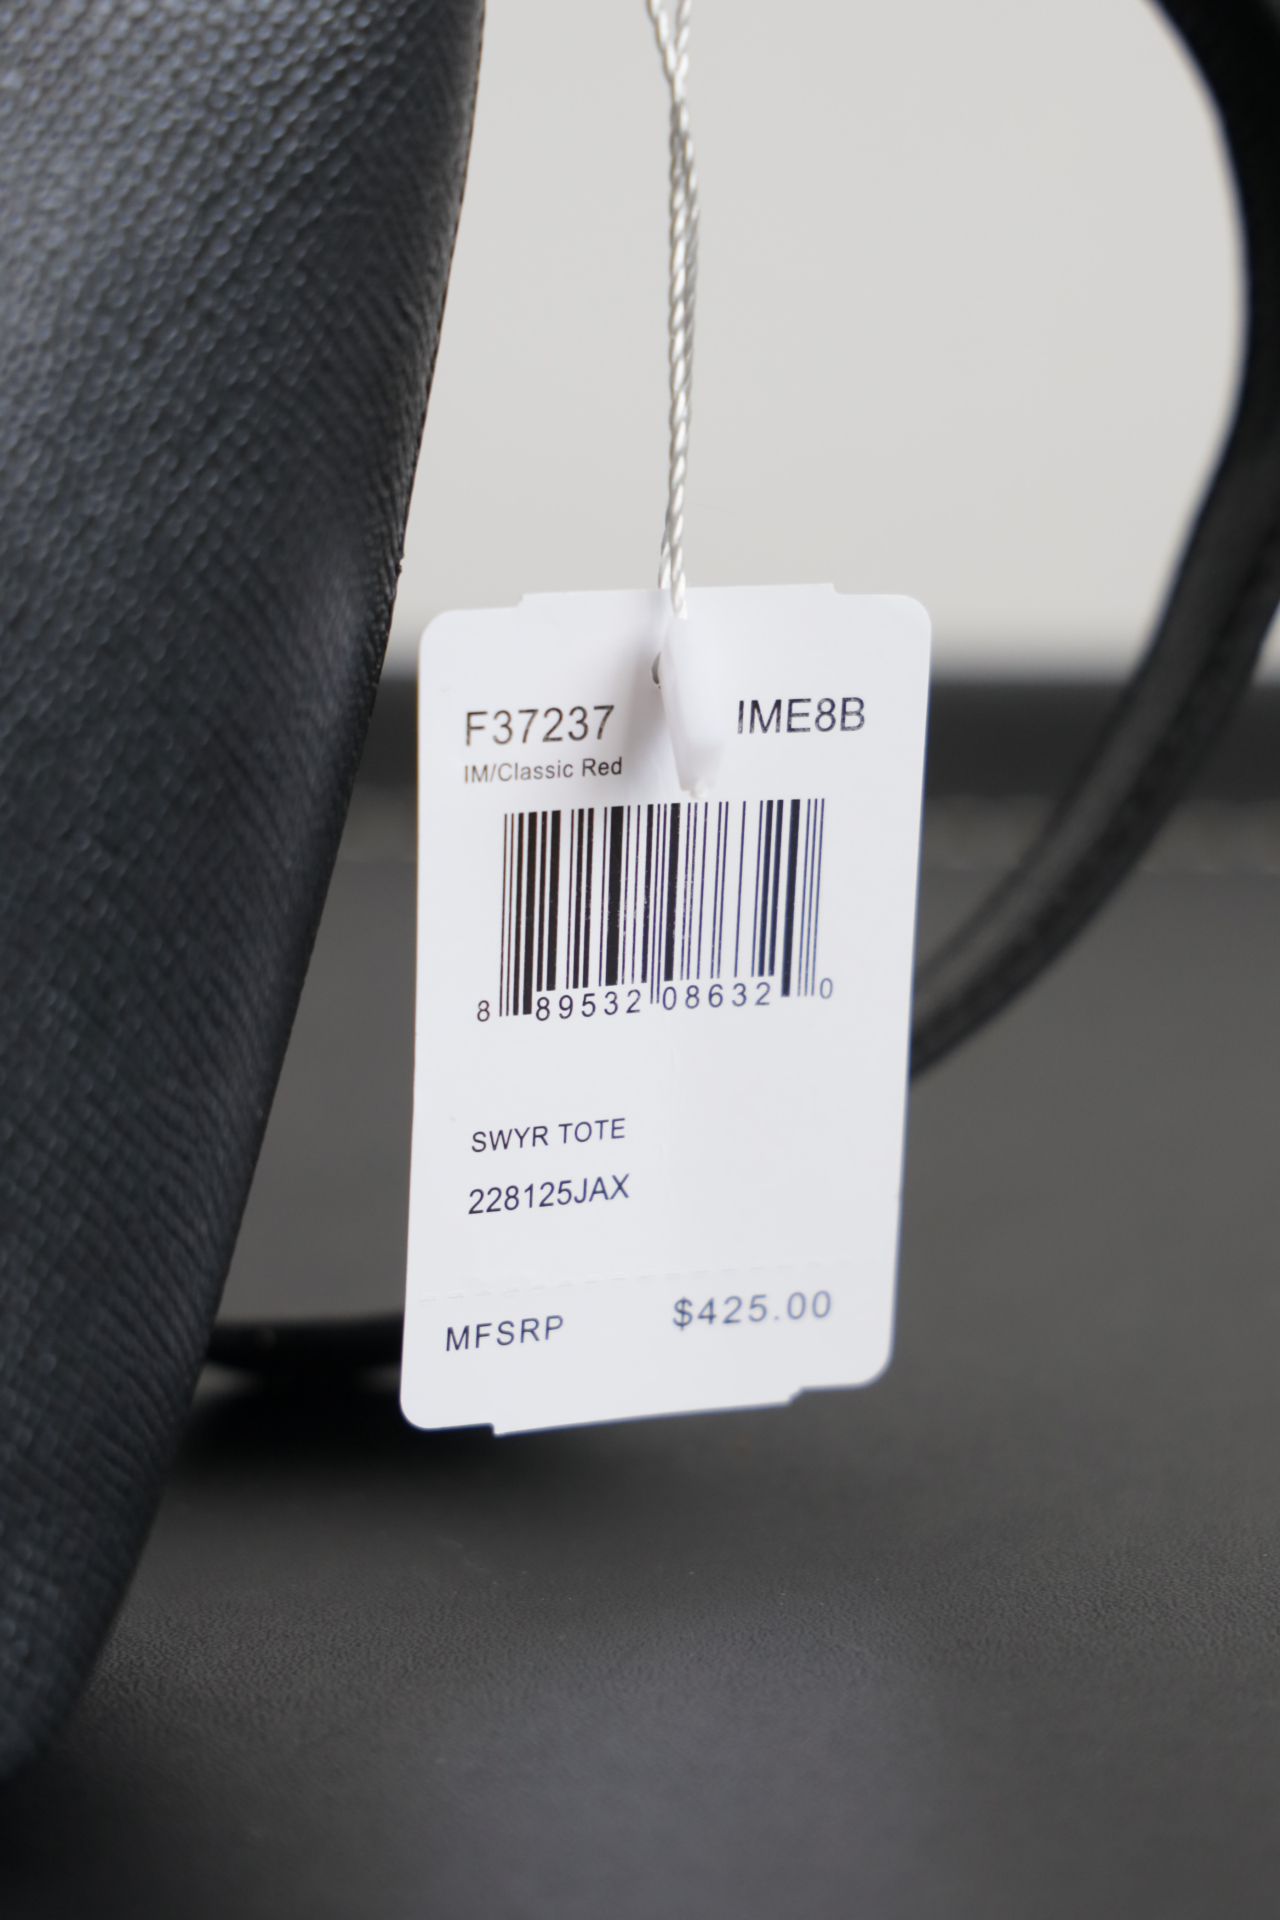 F37237 IME8B
IM/Classic Red
8 89532 08632 0
SWYR TOTE
228125JAX
MFSRP $425.00